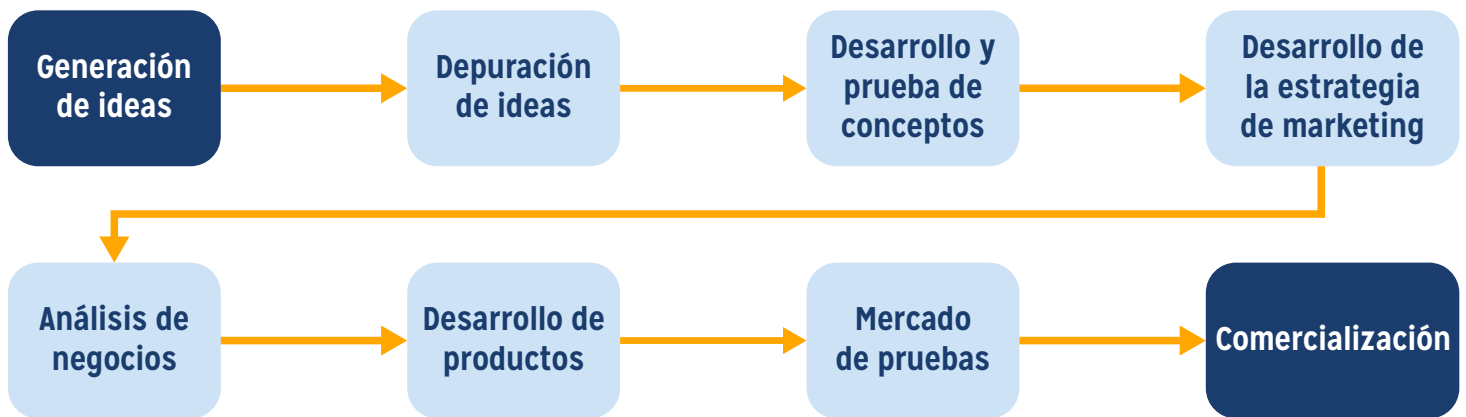 Generación
de ideas
Depuración
de ideas
Desarrollo y
prueba de
conceptos
Desarrollo de
la estrategia
de marketing
Análisis de
negocios
Desarrollo de
productos
Mercado
de pruebas
Comercialización